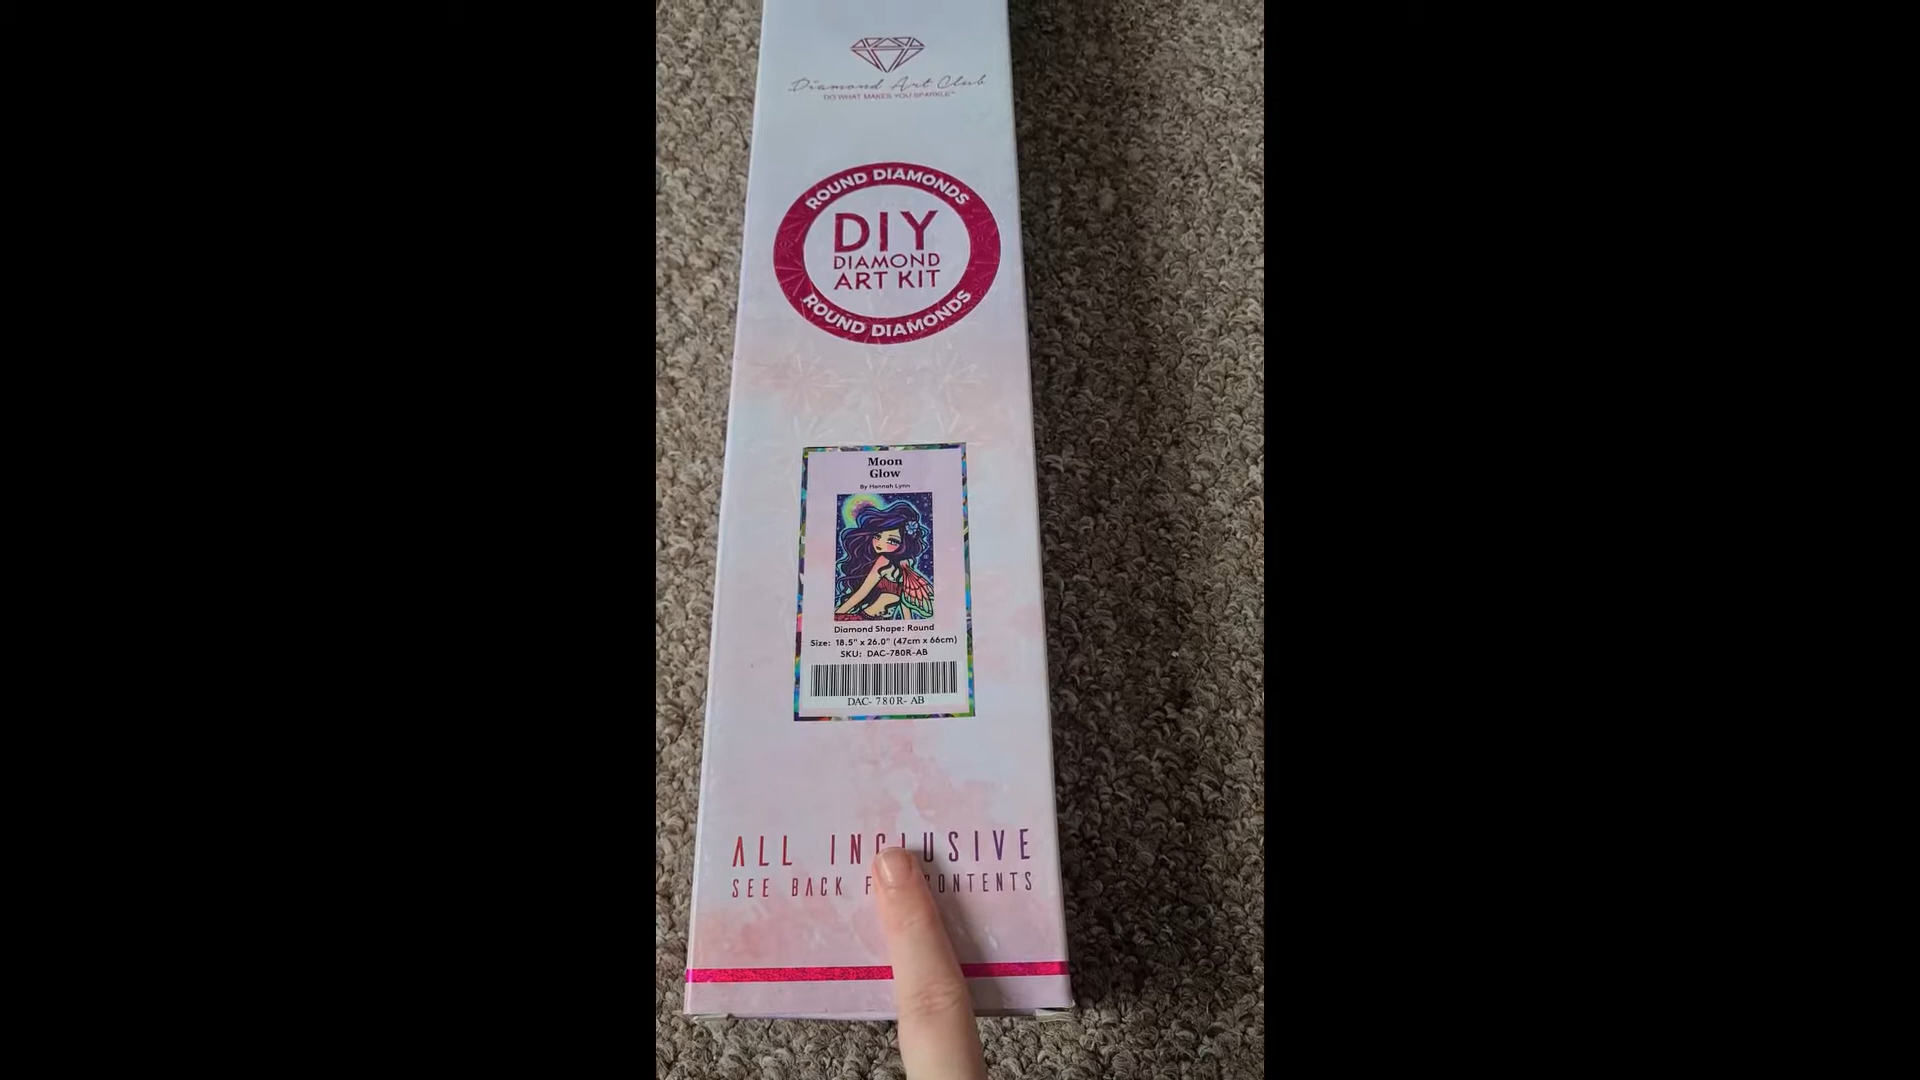 Diamond Art Club
DO WHAT MAKES YOU SPARKLE™
ROUND DIAMONDS
DIY
DIAMOND
ART KIT
ROUND DIAMONDS
Moon
Glow
By Hannah Lynn
Diamond Shape: Round
Size: 18.5" x 26.0" (47cm x 66cm)
SKU: DAC-780R-AB
DAC- 780R- AB
ALL INCLUSIVE
SEE BACK CONTENTS